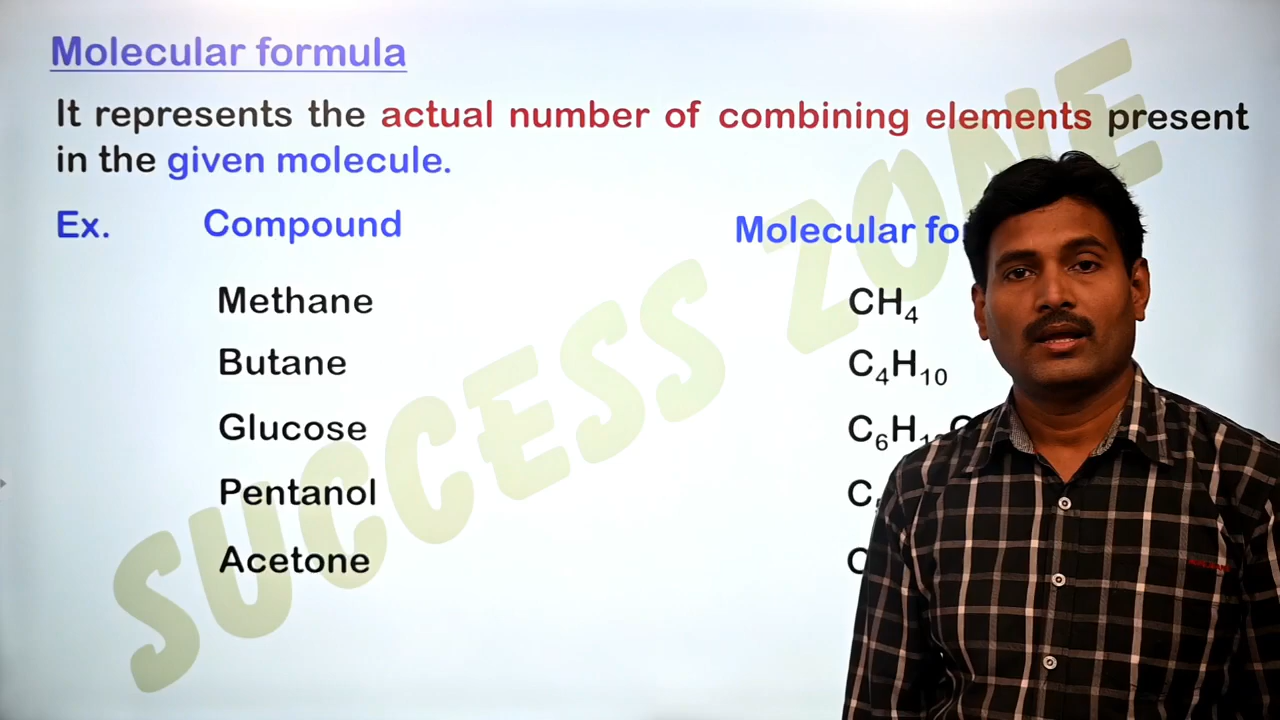 Molecular formula
It represents the actual number of combining elements present
in the given molecule.
Ex. Compound Molecular
Methane CH₄
Butane C₄H₁₀
Glucose
Pentanol
Acetone
SUCCESS ZONE